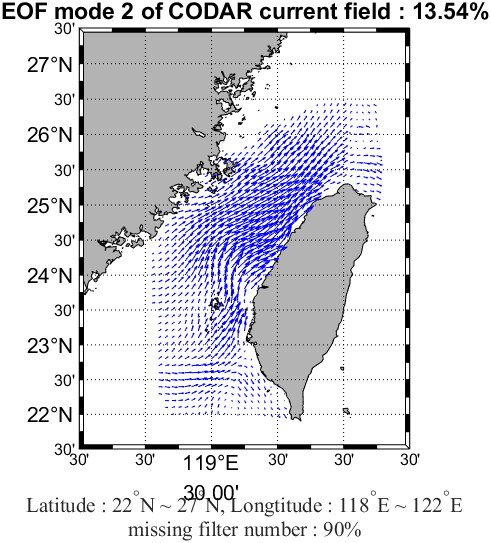 EOF mode 2 of CODAR current field : 13.54%
30'
27°N
30'
26°N
30'
25°N
30'
24°N
30'
23°N
30'
22°N
30'
30' 30' 30' 119°E 30' 30' 30'
30.00'
Latitude : 22°N ~ 27°N, Longtitude : 118°E ~ 122°E
missing filter number : 90%